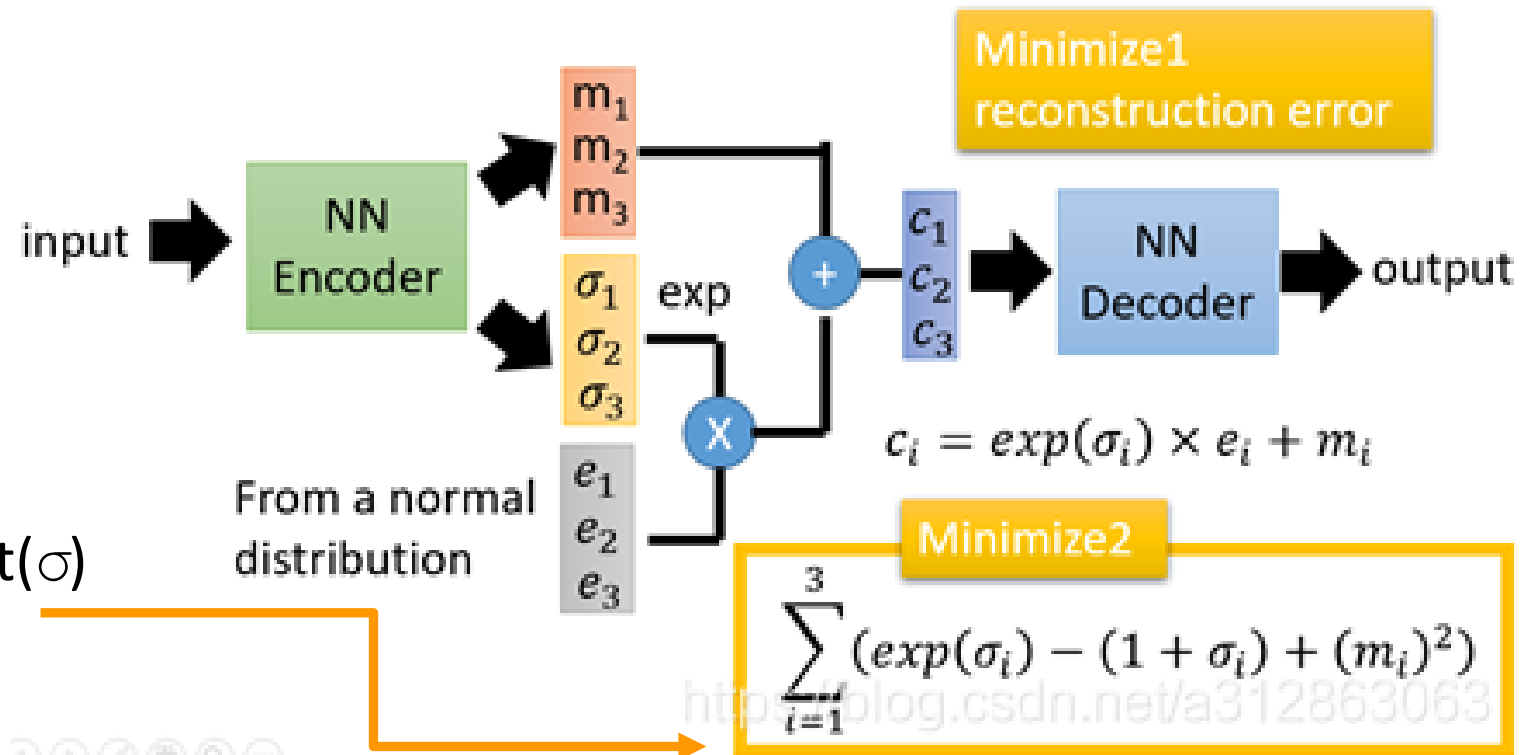 Minimize1
reconstruction error
m₁
m₂
m₃
input
NN
Encoder
σ₁
σ₂
σ₃
exp
+
c₁
c₂
c₃
NN
Decoder
output
X
cᵢ = exp(σᵢ) × eᵢ + mᵢ
From a normal
distribution
e₁
e₂
e₃
t(σ)
Minimize2
3
∑(exp(σᵢ) − (1 + σᵢ) + (mᵢ)²)
i=1
https://blog.csdn.net/a312863063